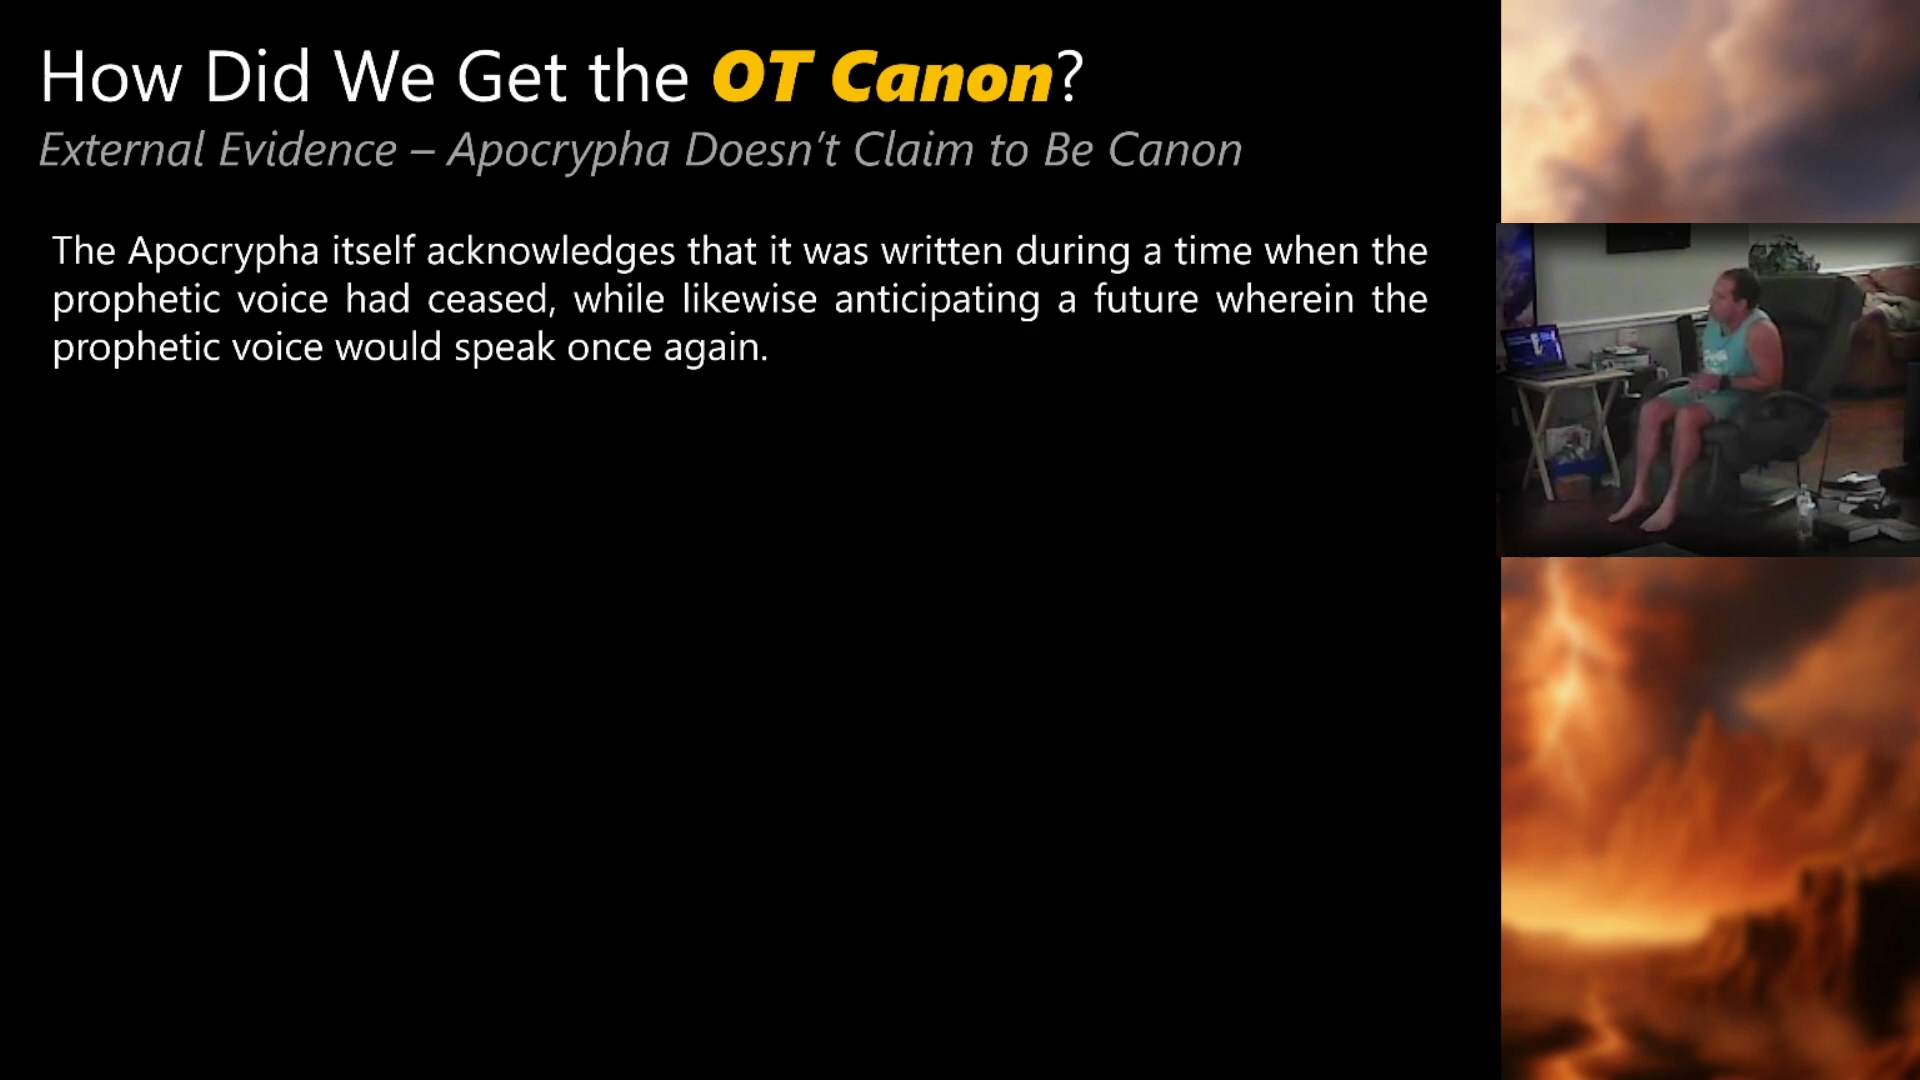 How Did We Get the OT Canon?
External Evidence – Apocrypha Doesn’t Claim to Be Canon
The Apocrypha itself acknowledges that it was written during a time when the
prophetic voice had ceased, while likewise anticipating a future wherein the
prophetic voice would speak once again.